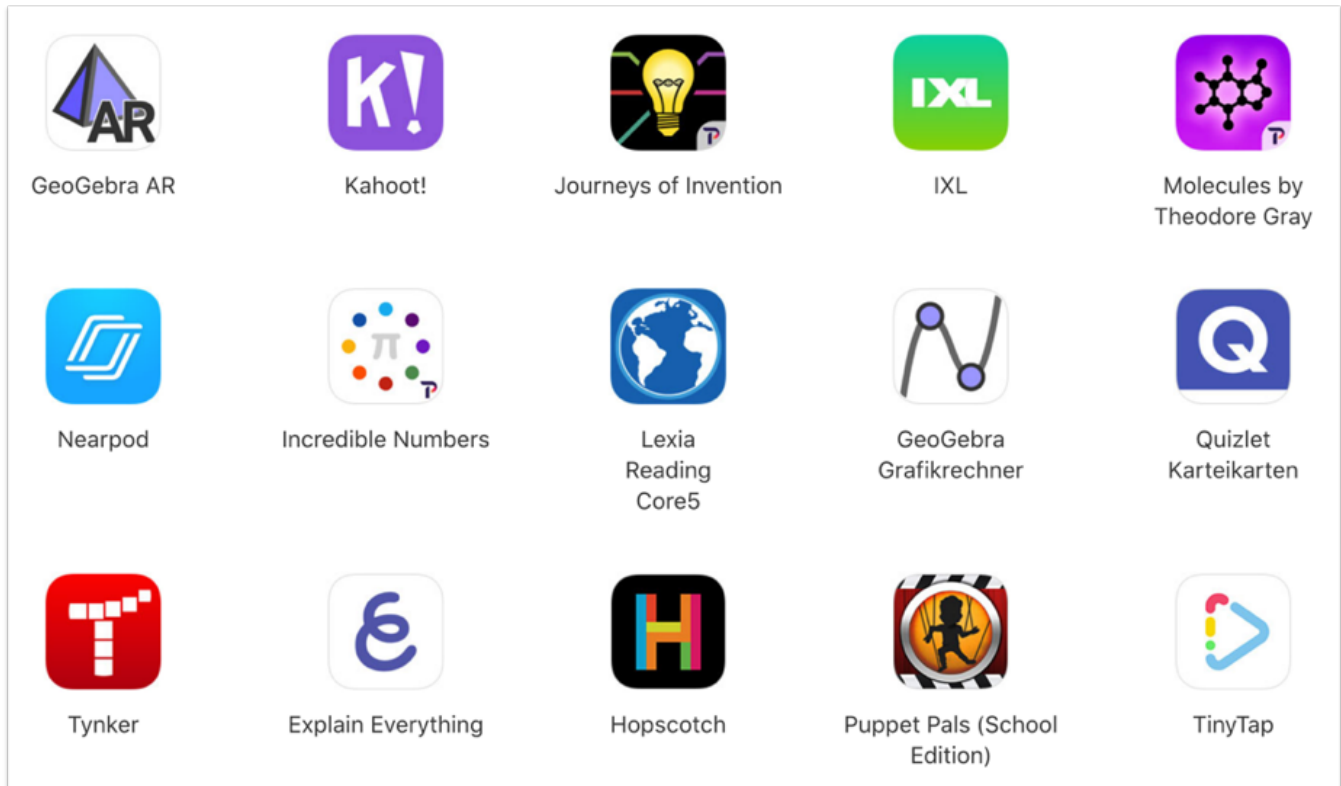 AR
K!
IXL
GeoGebra AR
Kahoot!
Journeys of Invention
IXL
Molecules by
Theodore Gray
π
Q
Nearpod
Incredible Numbers
Lexia
Reading
Core5
GeoGebra
Grafikrechner
Quizlet
Karteikarten
T
H
Tynker
Explain Everything
Hopscotch
Puppet Pals (School
Edition)
TinyTap